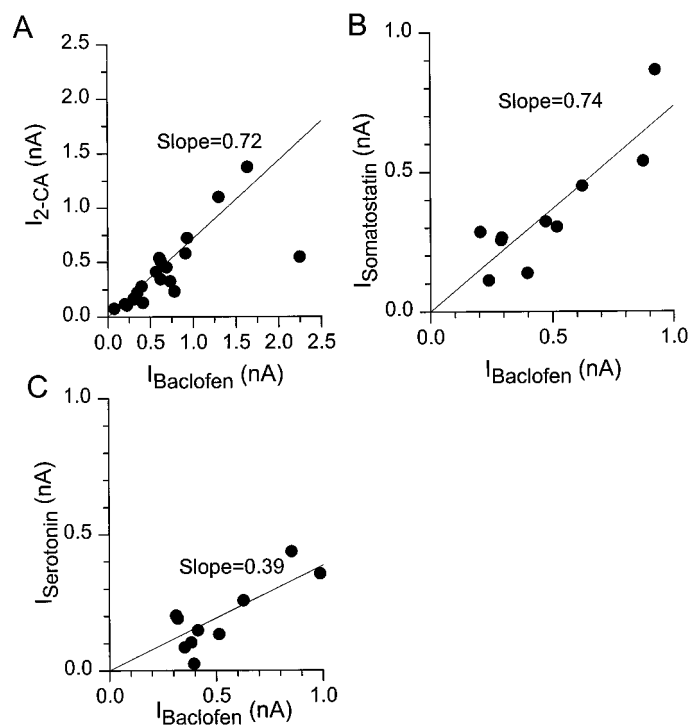 A
2.5
2.0
1.5
1.0
0.5
0.0
I2-CA (nA)
Slope=0.72
0.0 0.5 1.0 1.5 2.0 2.5
IBaclofen (nA)
B
1.0
0.5
0.0
ISomatostatin (nA)
Slope=0.74
0.0 0.5 1.0
IBaclofen (nA)
C
1.0
0.5
0.0
ISerotonin (nA)
Slope=0.39
0.0 0.5 1.0
IBaclofen (nA)